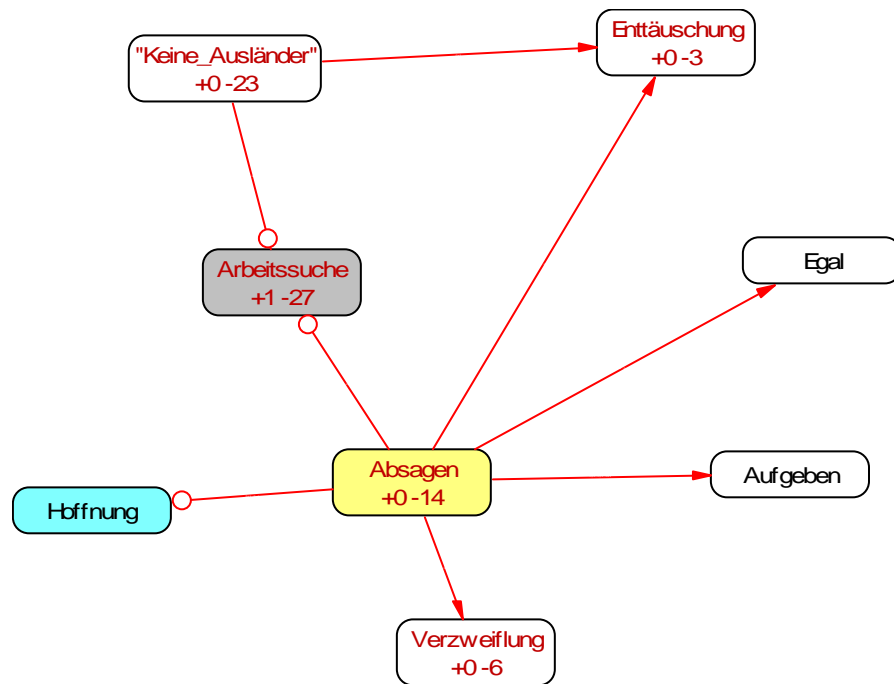 "Keine_Ausländer"
+0 -23
Enttäuschung
+0 -3
Arbeitssuche
+1 -27
Egal
Absagen
+0 -14
Aufgeben
Hoffnung
Verzweiflung
+0 -6